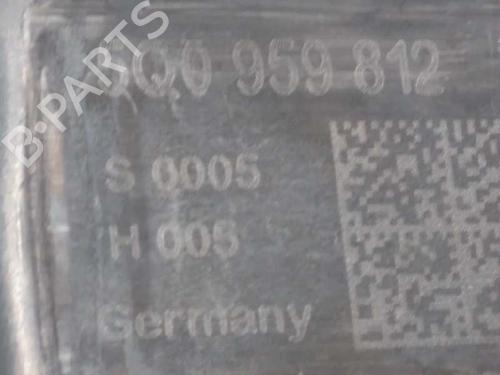 B-PARTS
5Q0 959 812
S 0005
H 005
Germany